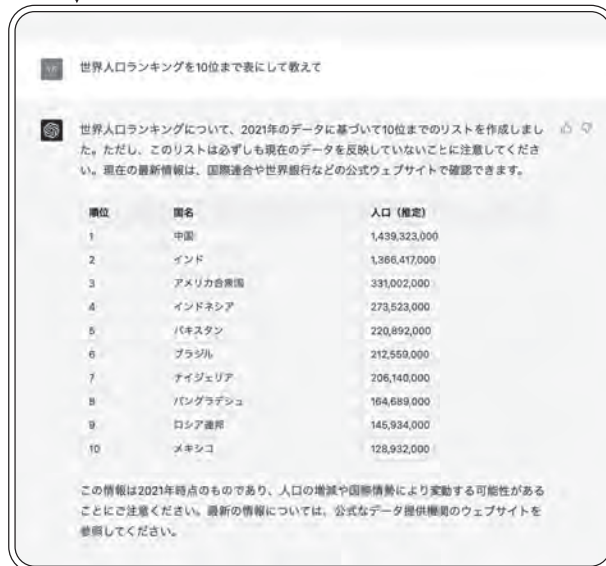 世界人口ランキングを10位まで表にして教えて
世界人口ランキングについて、2021年のデータに基づいて10位までのリストを作成しまし
た。ただし、このリストは必ずしも現在のデータを反映していないことに注意してくださ
い。現在の最新情報は、国際連合や世界銀行などの公式ウェブサイトで確認できます。
順位 国名 人口（推定）
1 中国 1,439,323,000
2 インド 1,366,417,000
3 アメリカ合衆国 331,002,000
4 インドネシア 273,523,000
5 パキスタン 220,892,000
6 ブラジル 212,559,000
7 ナイジェリア 206,140,000
8 バングラデシュ 164,689,000
9 ロシア連邦 145,934,000
10 メキシコ 128,932,000
この情報は2021年時点のものであり、人口の増減や国際情勢により変動する可能性がある
ことにご注意ください。最新の情報については、公式なデータ提供機関のウェブサイトを
参照してください。